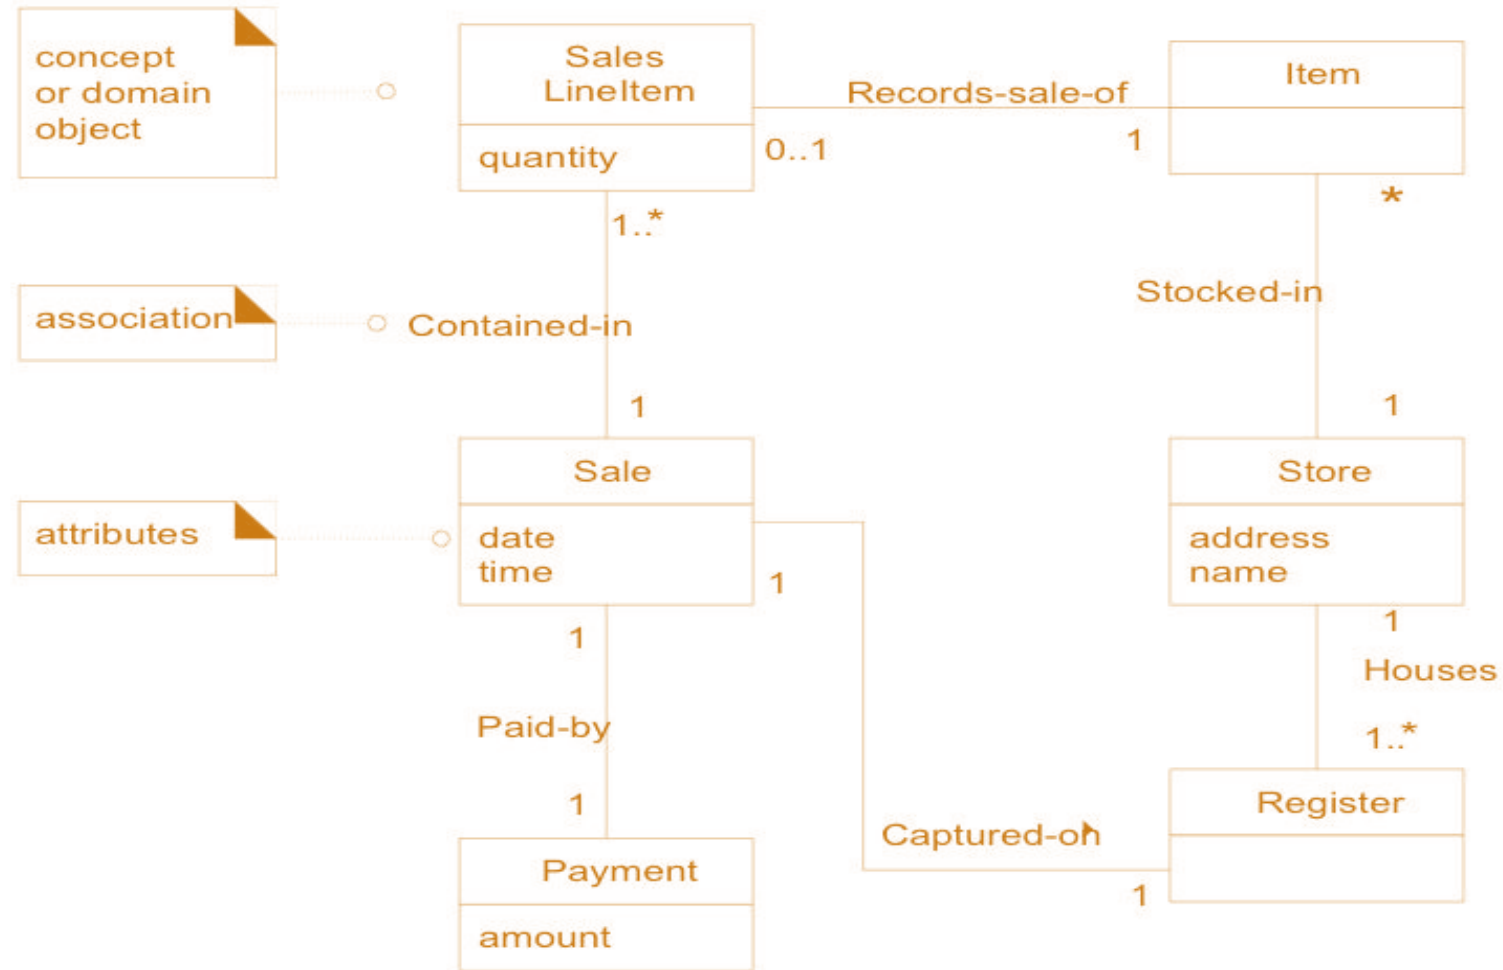 concept
or domain
object
Sales
LineItem
quantity
Records-sale-of
0..1
1
Item
*
1..*
association
Contained-in
Stocked-in
1
1
attributes
Sale
date
time
1
Store
address
name
1
1
Houses
Paid-by
1..*
1
Captured-on
Register
1
Payment
amount